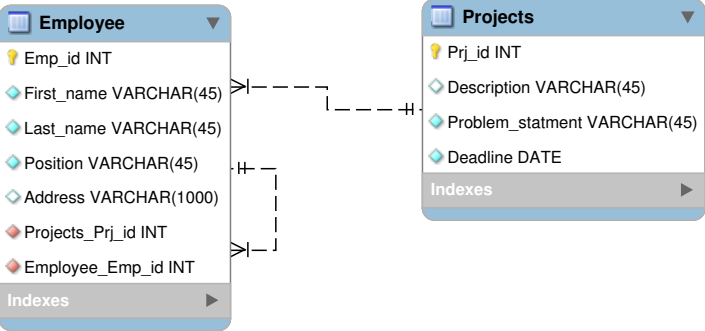 Employee
Emp_id INT
First_name VARCHAR(45)
Last_name VARCHAR(45)
Position VARCHAR(45)
Address VARCHAR(1000)
Projects_Prj_id INT
Employee_Emp_id INT
Indexes
Projects
Prj_id INT
Description VARCHAR(45)
Problem_statment VARCHAR(45)
Deadline DATE
Indexes